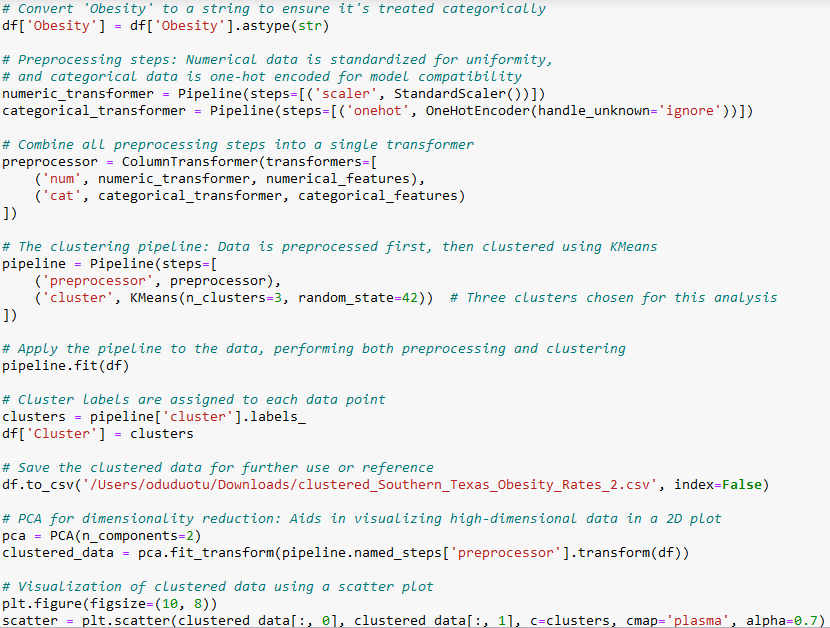 # Convert 'Obesity' to a string to ensure it's treated categorically
df['Obesity'] = df['Obesity'].astype(str)

# Preprocessing steps: Numerical data is standardized for uniformity,
# and categorical data is one-hot encoded for model compatibility
numeric_transformer = Pipeline(steps=[('scaler', StandardScaler())])
categorical_transformer = Pipeline(steps=[('onehot', OneHotEncoder(handle_unknown='ignore'))])

# Combine all preprocessing steps into a single transformer
preprocessor = ColumnTransformer(transformers=[
    ('num', numeric_transformer, numerical_features),
    ('cat', categorical_transformer, categorical_features)
])

# The clustering pipeline: Data is preprocessed first, then clustered using KMeans
pipeline = Pipeline(steps=[
    ('preprocessor', preprocessor),
    ('cluster', KMeans(n_clusters=3, random_state=42))  # Three clusters chosen for this analysis
])

# Apply the pipeline to the data, performing both preprocessing and clustering
pipeline.fit(df)

# Cluster labels are assigned to each data point
clusters = pipeline['cluster'].labels_
df['Cluster'] = clusters

# Save the clustered data for further use or reference
df.to_csv('/Users/oduduotu/Downloads/clustered_Southern_Texas_Obesity_Rates_2.csv', index=False)

# PCA for dimensionality reduction: Aids in visualizing high-dimensional data in a 2D plot
pca = PCA(n_components=2)
clustered_data = pca.fit_transform(pipeline.named_steps['preprocessor'].transform(df))

# Visualization of clustered data using a scatter plot
plt.figure(figsize=(10, 8))
scatter = plt.scatter(clustered_data[:, 0], clustered_data[:, 1], c=clusters, cmap='plasma', alpha=0.7)